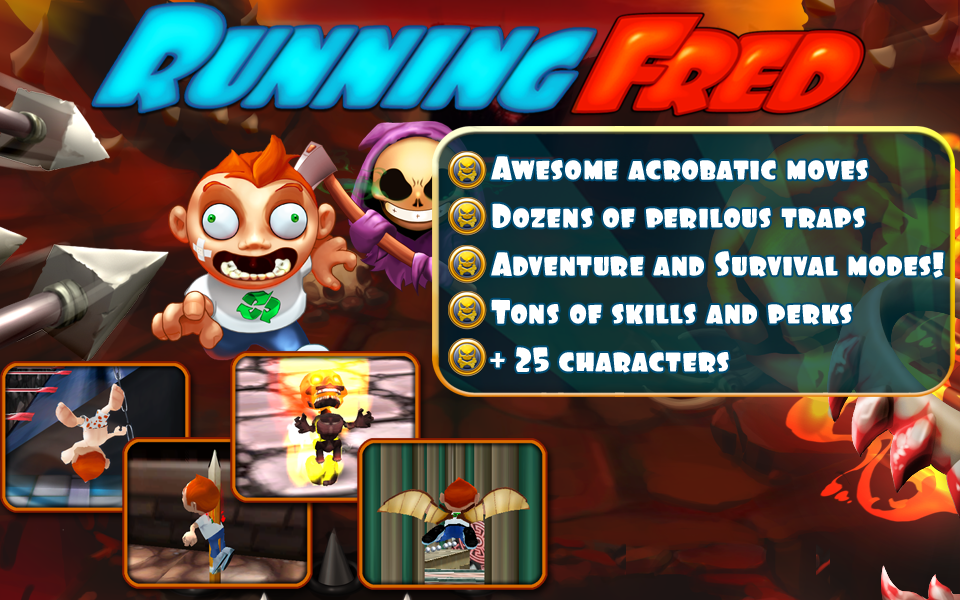 Running Fred
Awesome acrobatic moves
Dozens of perilous traps
Adventure and Survival modes!
Tons of skills and perks
+ 25 characters